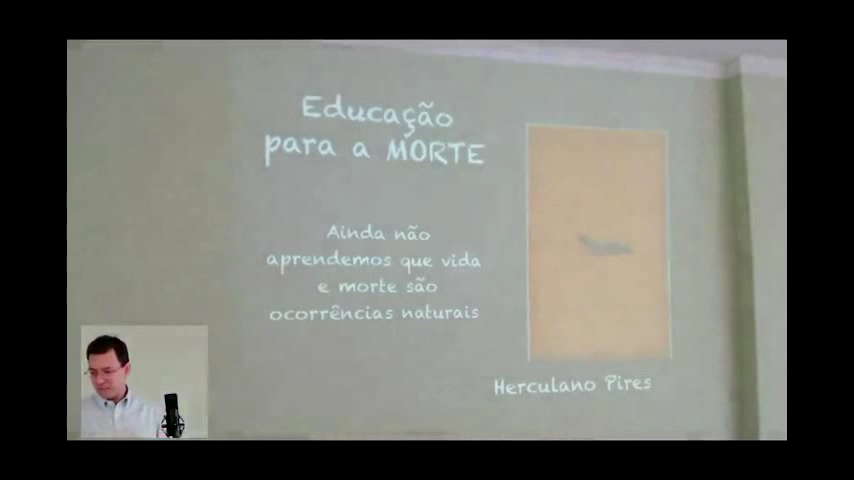 Educação
para a MORTE
Ainda não
aprendemos que vida
e morte são
ocorrências naturais
Herculano Pires